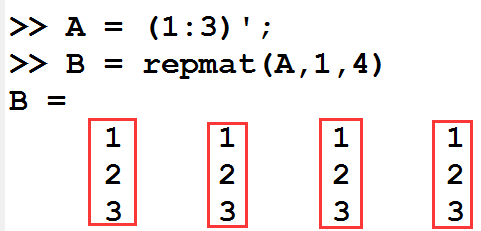 >> A = (1:3)';
>> B = repmat(A,1,4)
B =
1 1 1 1
2 2 2 2
3 3 3 3